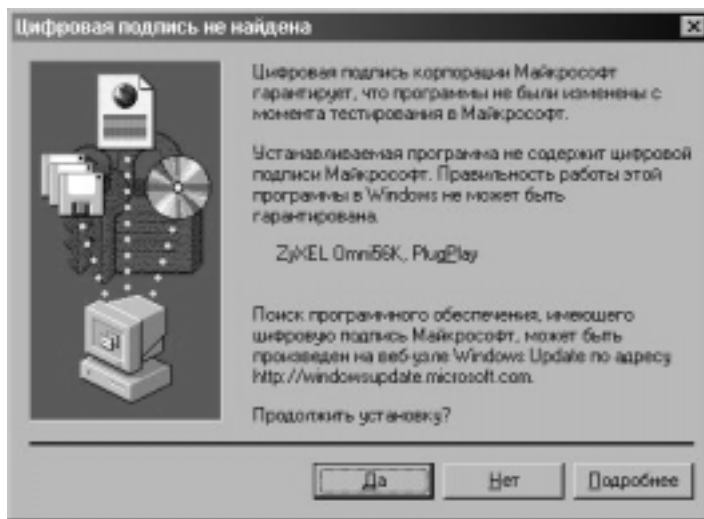 Цифровая подпись не найдена
Цифровая подпись корпорации Майкрософт
гарантирует, что программы не были изменены с
момента тестирования в Майкрософт.
Устанавливаемая программа не содержит цифровой
подписи Майкрософт. Правильность работы этой
программы в Windows не может быть
гарантирована.
ZyXEL Omni56K, PlugPlay
Поиск программного обеспечения, имеющего
цифровую подпись Майкрософт, может быть
произведен на веб-узле Windows Update по адресу
http://windowsupdate.microsoft.com.
Продолжить установку?
Да Нет Подробнее